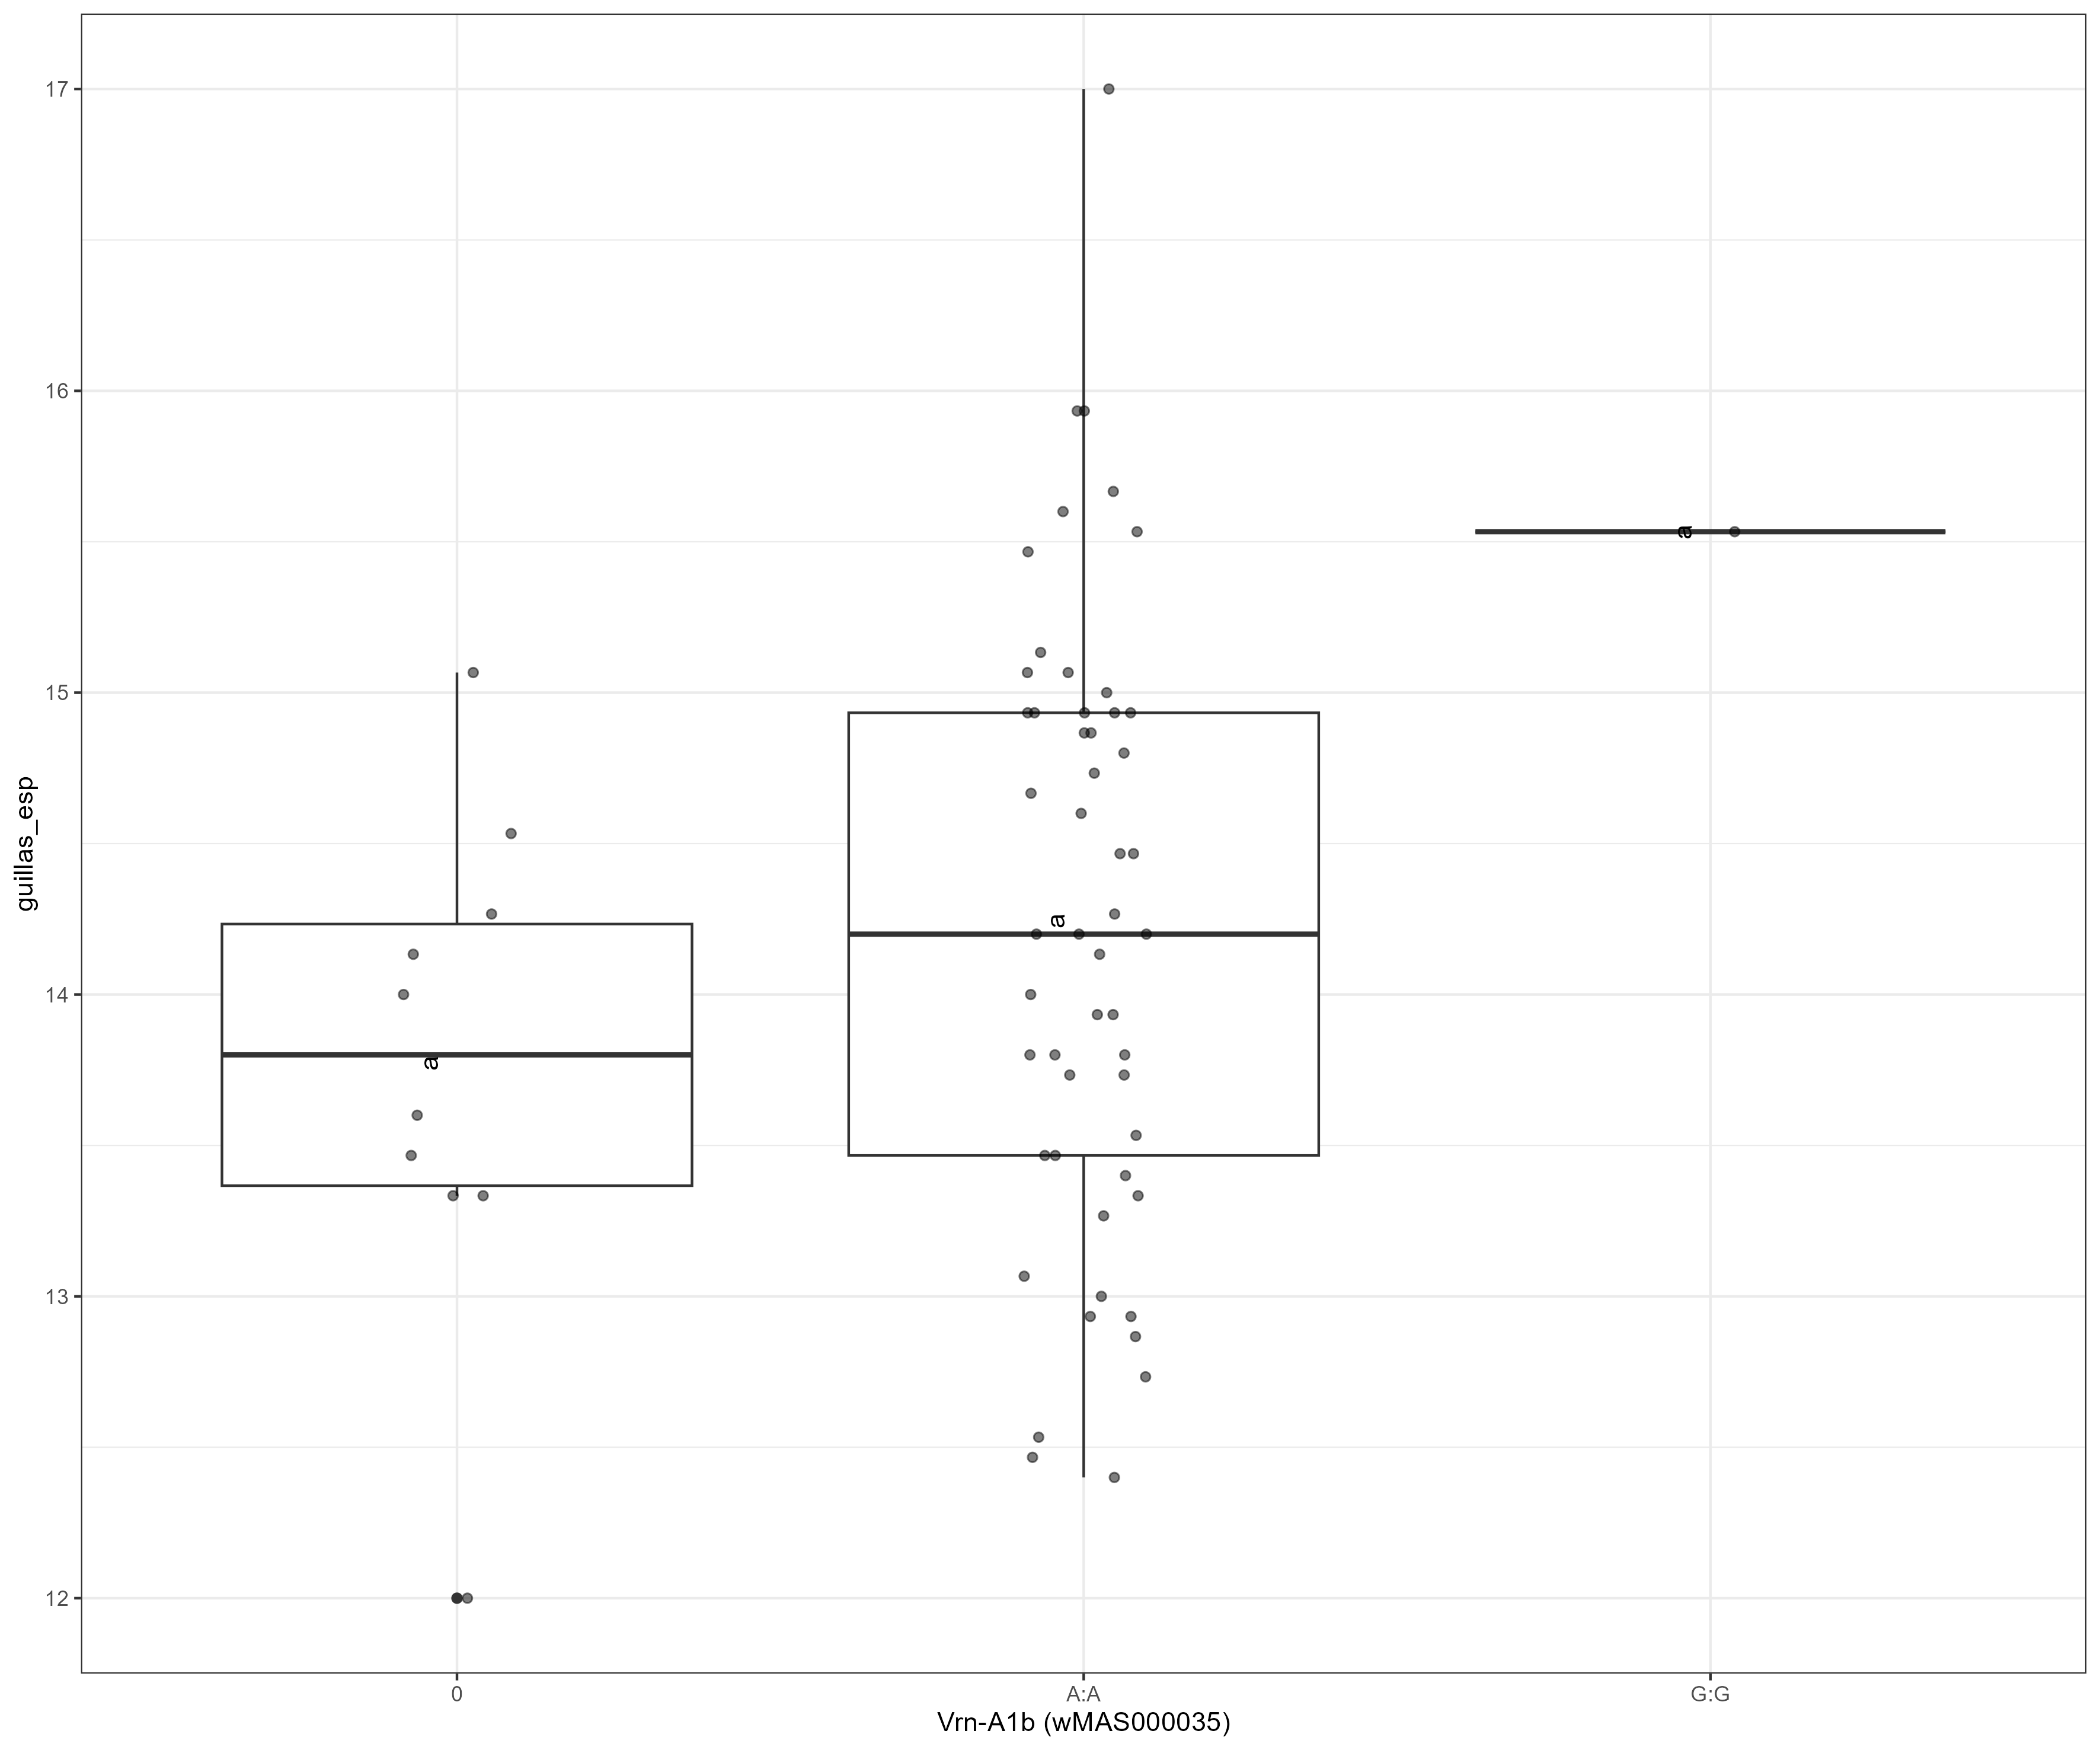 17
16
15
14
13
12
guillas_esp
a
a
a
0
A:A
G:G
Vrn-A1b (wMAS000035)